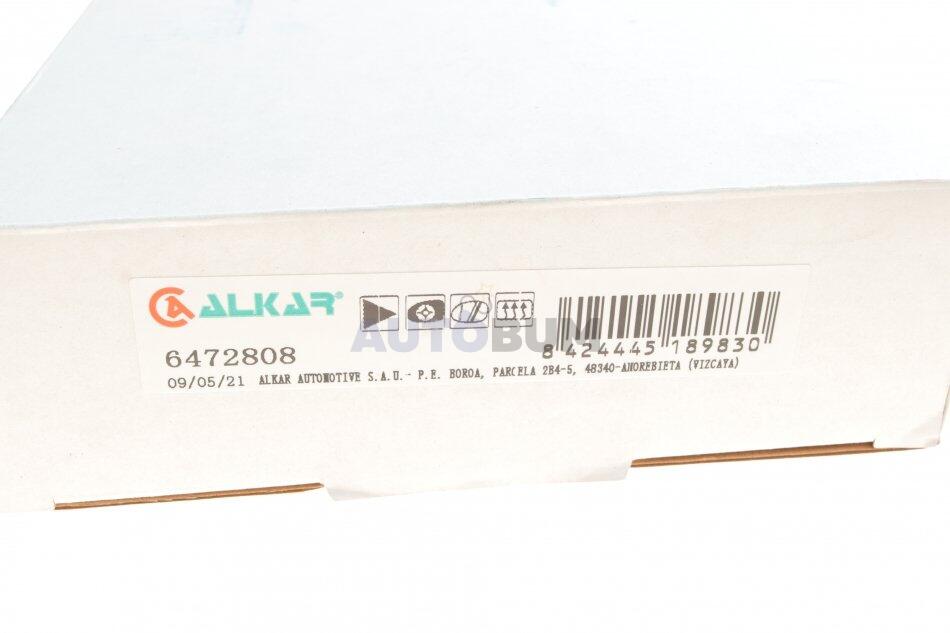 ALKAR®
AUTOBUM
6472808
8 424445 189830
09/05/21 ALKAR AUTOMOTIVE S.A.U.- P.E. BOROA, PARCELA 2B4-5, 48340-AMOREBIETA (VIZCAYA)